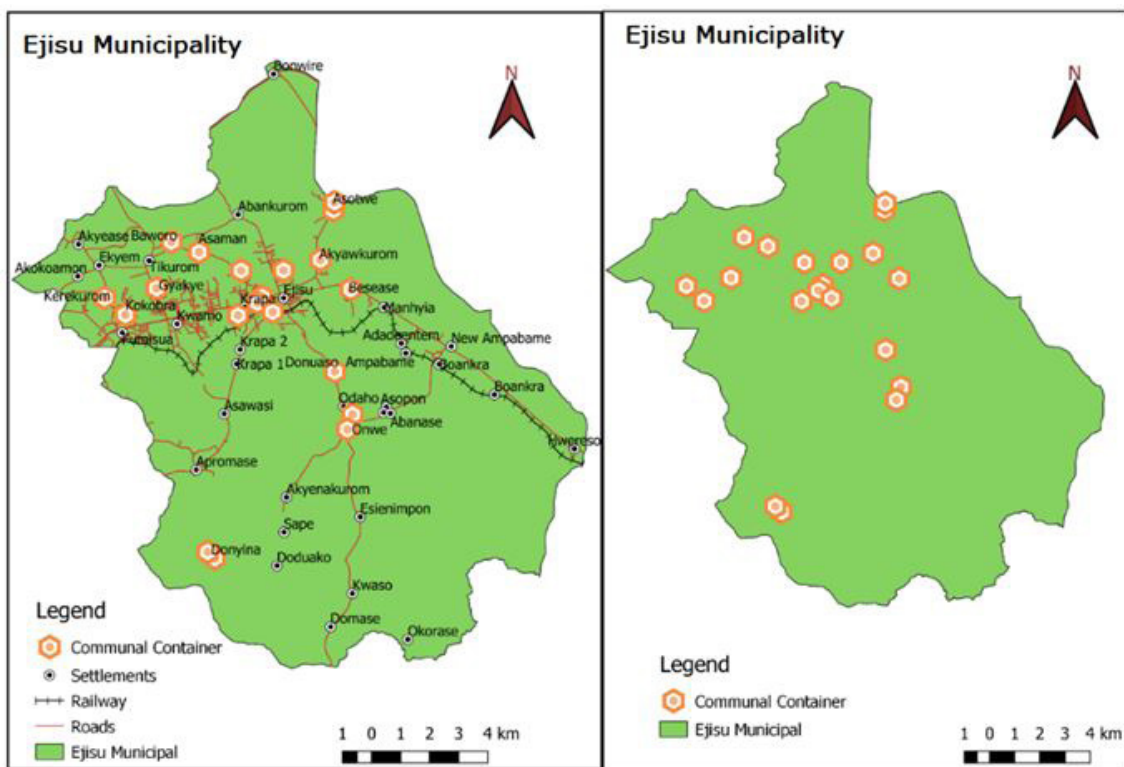 Ejisu Municipality
N
Bonwire
Asotwe
Abankurom
Akyease
Baworo
Asaman
Akyawkurom
Ekyem
Tikurom
Akokoamon
Gyakye
Kerekurom
Krapa
Ejisu
Besease
Kokobra
Kwamo
Manhyia
Fumisua
Krapa 2
Adadeentem
New Ampabame
Krapa 1
Donuaso
Ampabame
Boankra
Boankra
Odaho
Asopon
Asawasi
Abanase
Onwe
Hwereso
Apromase
Akyenakurom
Esienimpon
Sape
Donyina
Doduako
Kwaso
Domase
Okorase
Legend
Communal Container
Settlements
Railway
Roads
Ejisu Municipal
1 0 1 2 3 4 km
Ejisu Municipality
N
Legend
Communal Container
Ejisu Municipal
1 0 1 2 3 4 km